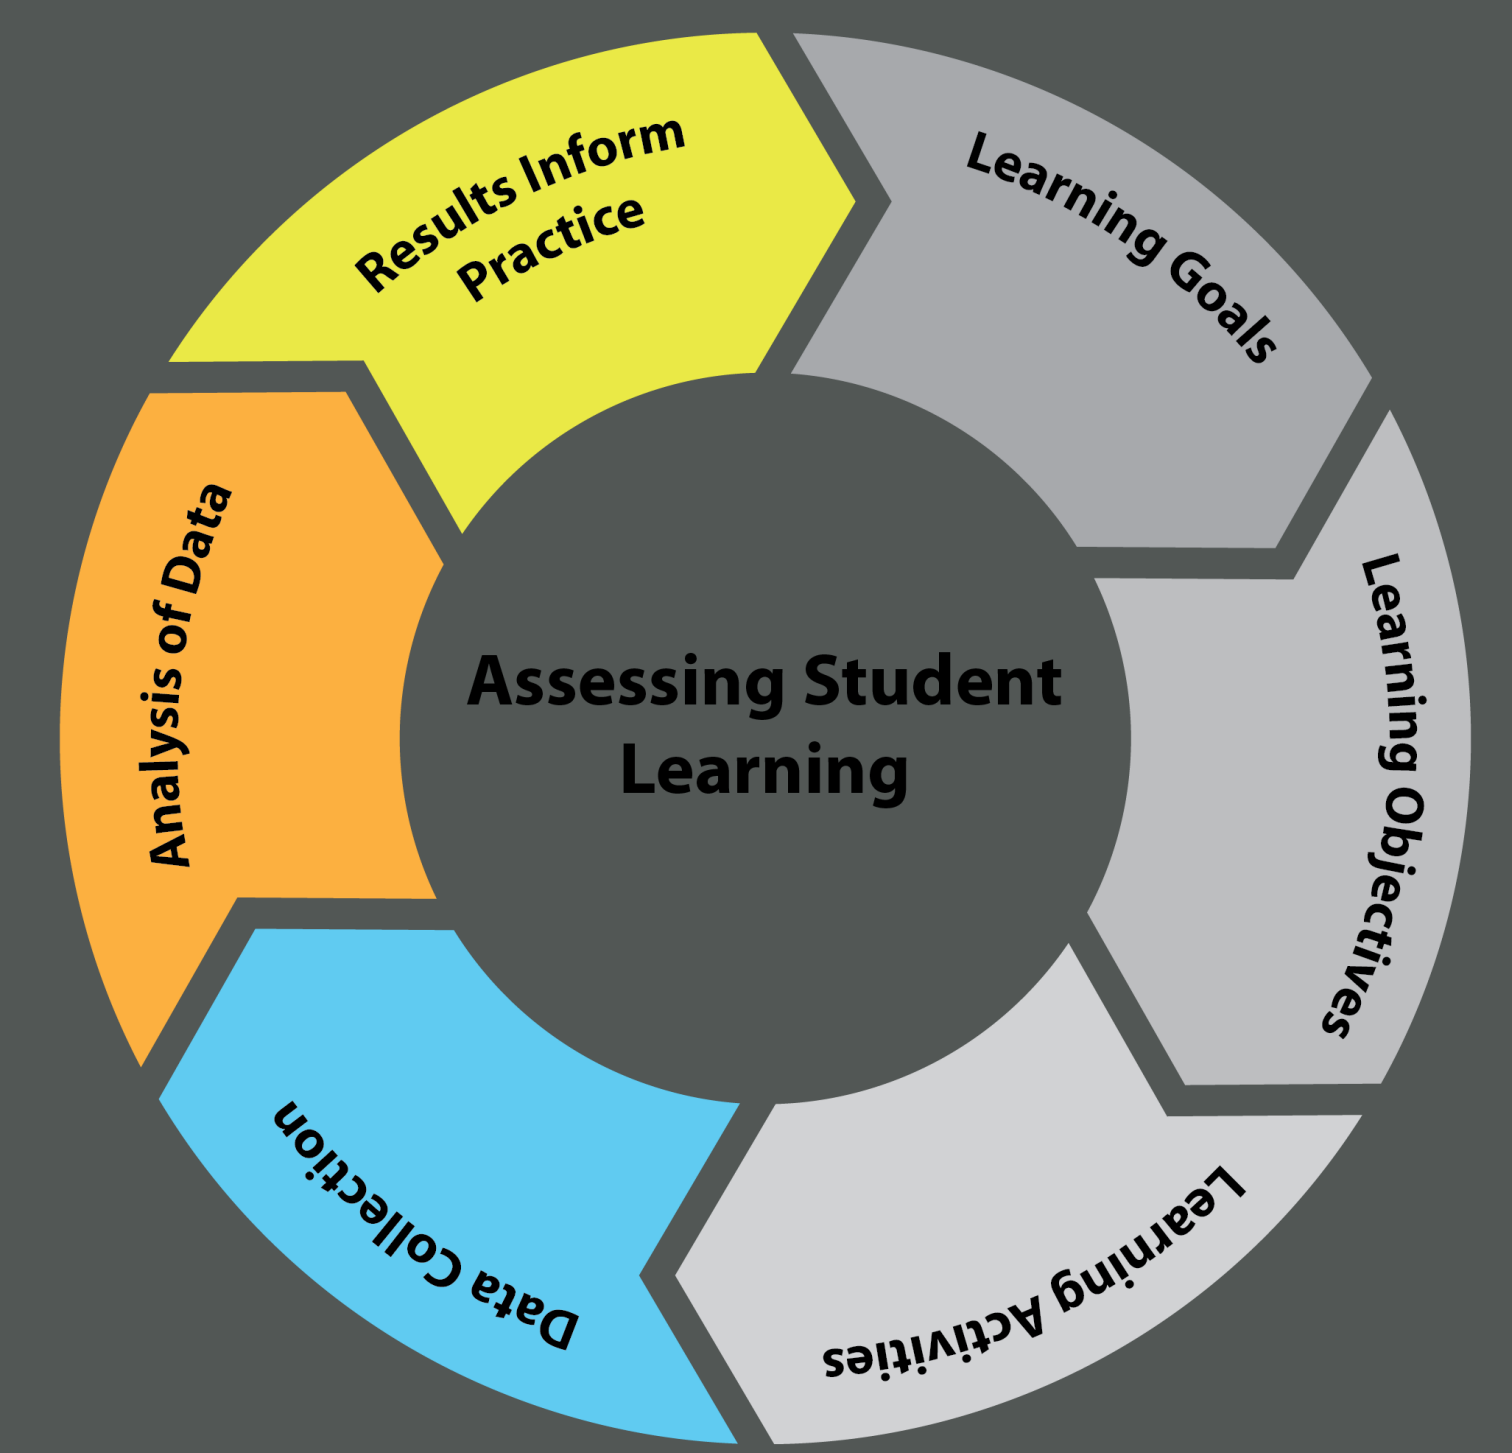 Results Inform
Practice
Learning Goals
Learning Objectives
Learning Activities
Data Collection
Analysis of Data
Assessing Student
Learning